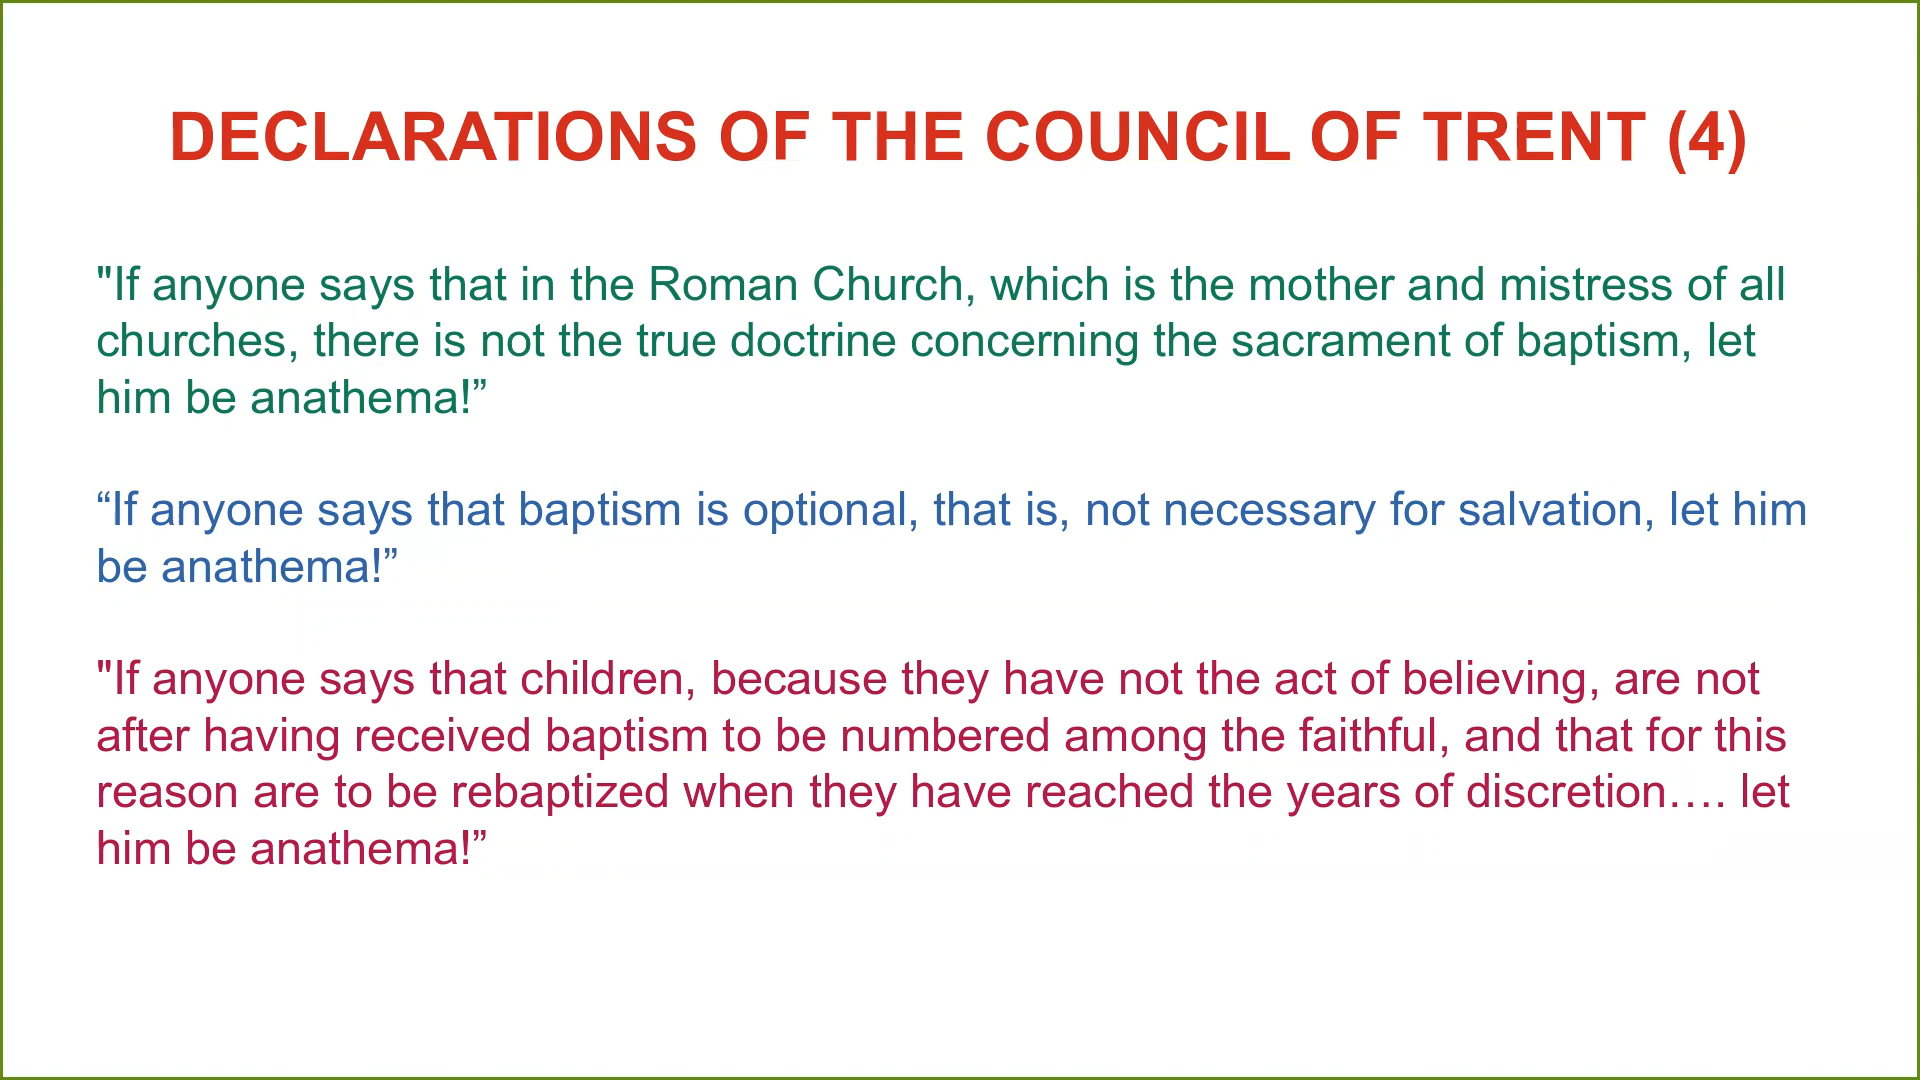 DECLARATIONS OF THE COUNCIL OF TRENT (4)
"If anyone says that in the Roman Church, which is the mother and mistress of all
churches, there is not the true doctrine concerning the sacrament of baptism, let
him be anathema!”
“If anyone says that baptism is optional, that is, not necessary for salvation, let him
be anathema!”
"If anyone says that children, because they have not the act of believing, are not
after having received baptism to be numbered among the faithful, and that for this
reason are to be rebaptized when they have reached the years of discretion…. let
him be anathema!”